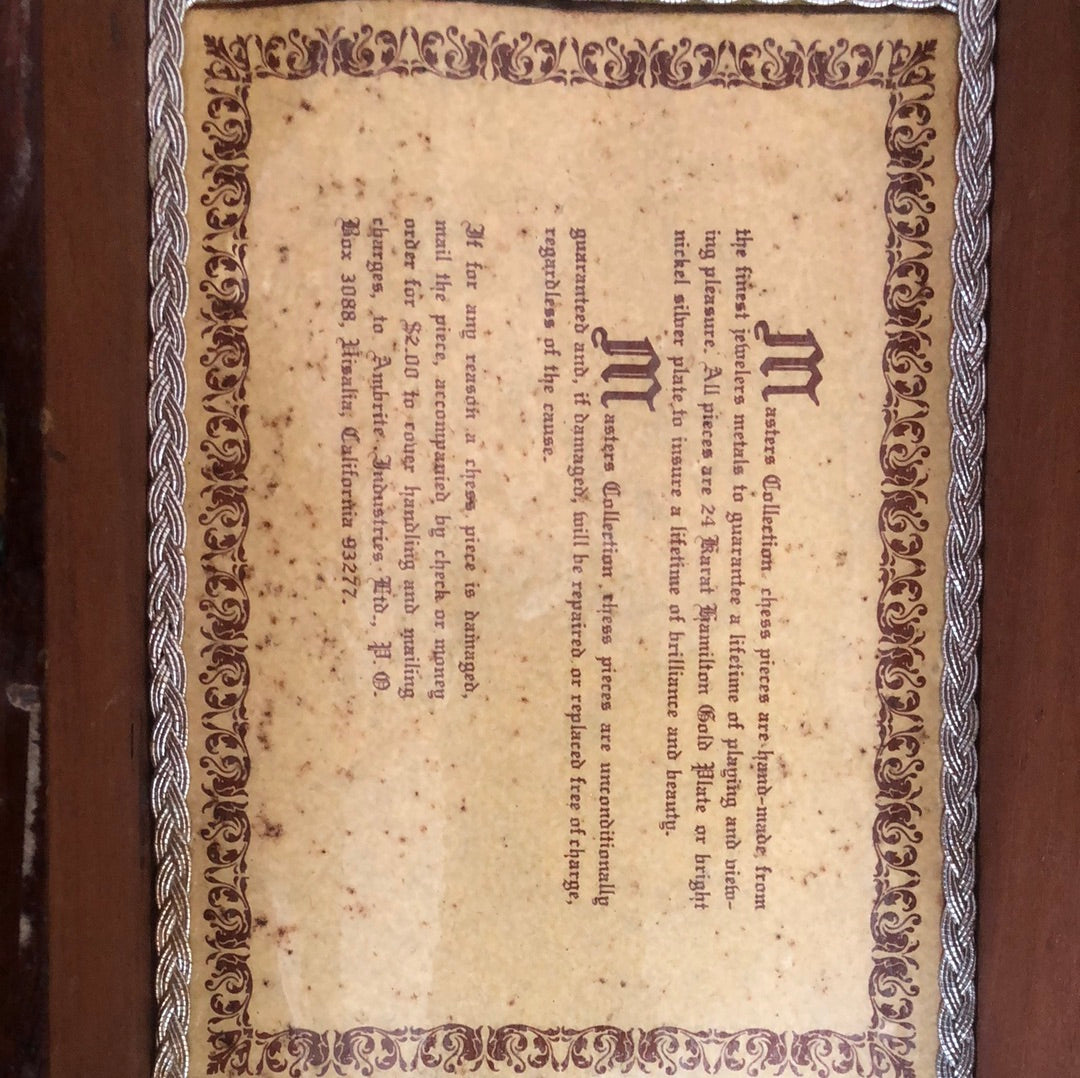 Masters Collection chess pieces are hand-made from
the finest jewelers metals to guarantee a lifetime of playing and view-
ing pleasure. All pieces are 24 Karat Hamilton Gold Plate or bright
nickel silver plate to insure a lifetime of brilliance and beauty.
Masters Collection chess pieces are unconditionally
guaranteed and, if damaged, will be repaired or replaced free of charge,
regardless of the cause.
If for any reason a chess piece is damaged,
mail the piece, accompanied by check or money
order for $2.00 to cover handling and mailing
charges, to Ambrite Industries Ltd., P.O.
Box 3088, Visalia, California 93277.